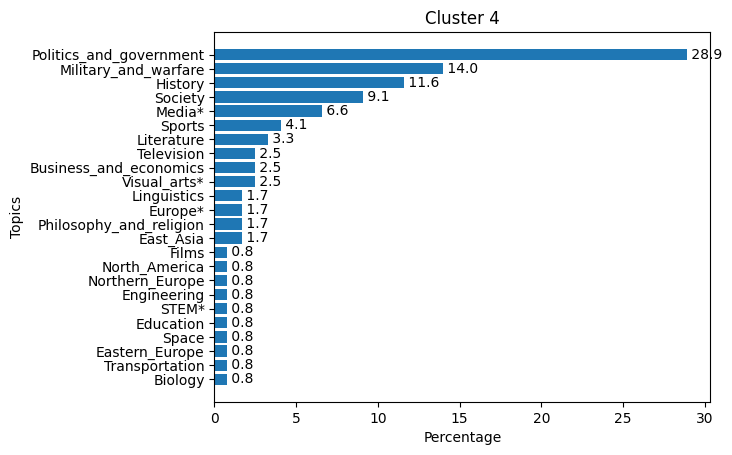 Cluster 4
Politics_and_government 28.9
Military_and_warfare 14.0
History 11.6
Society 9.1
Media* 6.6
Sports 4.1
Literature 3.3
Television 2.5
Business_and_economics 2.5
Visual_arts* 2.5
Linguistics 1.7
Europe* 1.7
Philosophy_and_religion 1.7
East_Asia 1.7
Films 0.8
North_America 0.8
Northern_Europe 0.8
Engineering 0.8
STEM* 0.8
Education 0.8
Space 0.8
Eastern_Europe 0.8
Transportation 0.8
Biology 0.8
Topics
0 5 10 15 20 25 30
Percentage